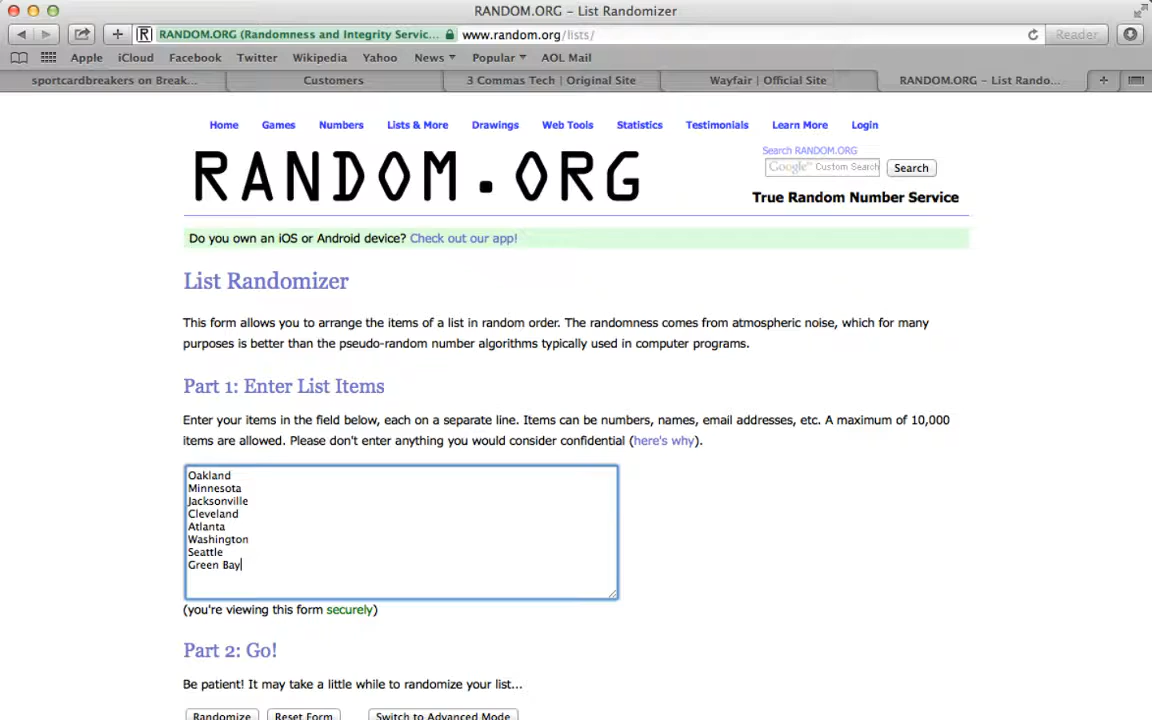 RANDOM.ORG – List Randomizer
RANDOM.ORG (Randomness and Integrity Servic... www.random.org/lists/ Reader
Apple iCloud Facebook Twitter Wikipedia Yahoo News Popular AOL Mail
sportcardbreakers on Break... Customers 3 Commas Tech | Original Site Wayfair | Official Site RANDOM.ORG – List Rando... +
Home Games Numbers Lists & More Drawings Web Tools Statistics Testimonials Learn More Login
Search RANDOM.ORG
Google™ Custom Search Search
RANDOM.ORG
True Random Number Service
Do you own an iOS or Android device? Check out our app!
List Randomizer
This form allows you to arrange the items of a list in random order. The randomness comes from atmospheric noise, which for many
purposes is better than the pseudo-random number algorithms typically used in computer programs.
Part 1: Enter List Items
Enter your items in the field below, each on a separate line. Items can be numbers, names, email addresses, etc. A maximum of 10,000
items are allowed. Please don't enter anything you would consider confidential (here's why).
Oakland
Minnesota
Jacksonville
Cleveland
Atlanta
Washington
Seattle
Green Bay
(you're viewing this form securely)
Part 2: Go!
Be patient! It may take a little while to randomize your list...
Randomize Reset Form Switch to Advanced Mode